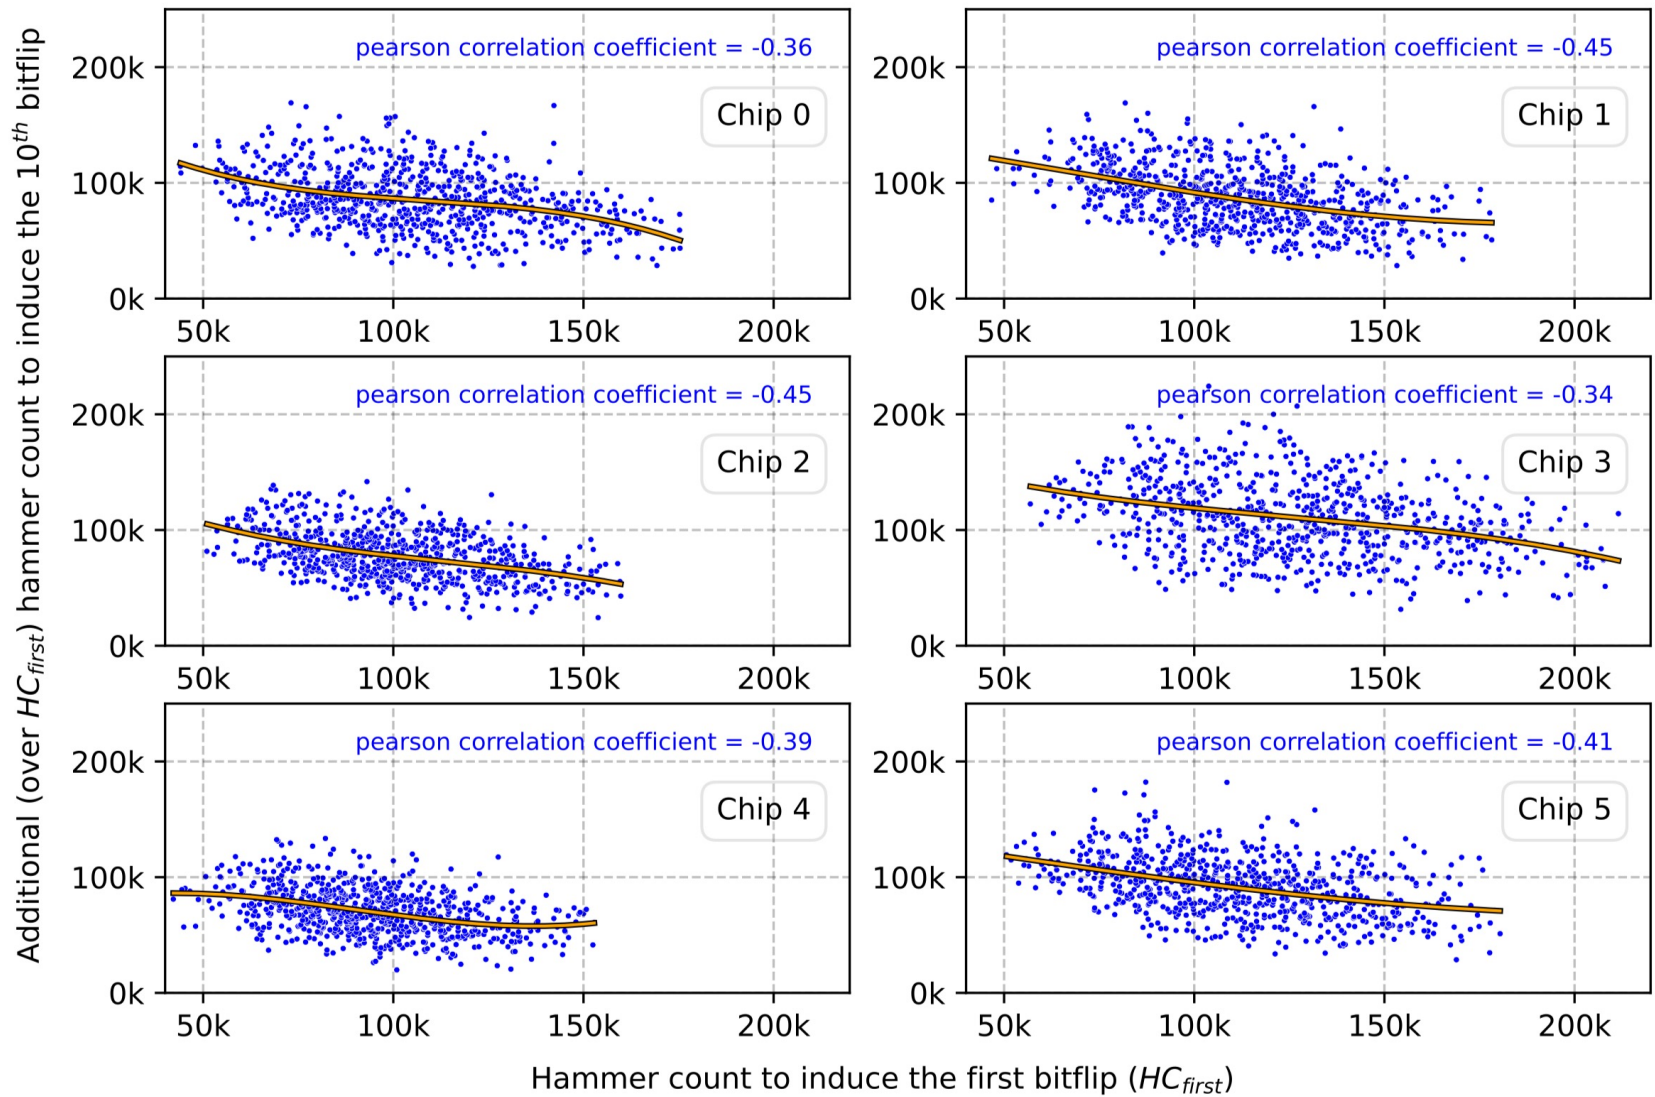 Additional (over HC_first) hammer count to induce the 10^th bitflip
pearson correlation coefficient = -0.36
Chip 0
200k
100k
0k
50k 100k 150k 200k
pearson correlation coefficient = -0.45
Chip 1
200k
100k
0k
50k 100k 150k 200k
pearson correlation coefficient = -0.45
Chip 2
200k
100k
0k
50k 100k 150k 200k
pearson correlation coefficient = -0.34
Chip 3
200k
100k
0k
50k 100k 150k 200k
pearson correlation coefficient = -0.39
Chip 4
200k
100k
0k
50k 100k 150k 200k
pearson correlation coefficient = -0.41
Chip 5
200k
100k
0k
50k 100k 150k 200k
Hammer count to induce the first bitflip (HC_first)